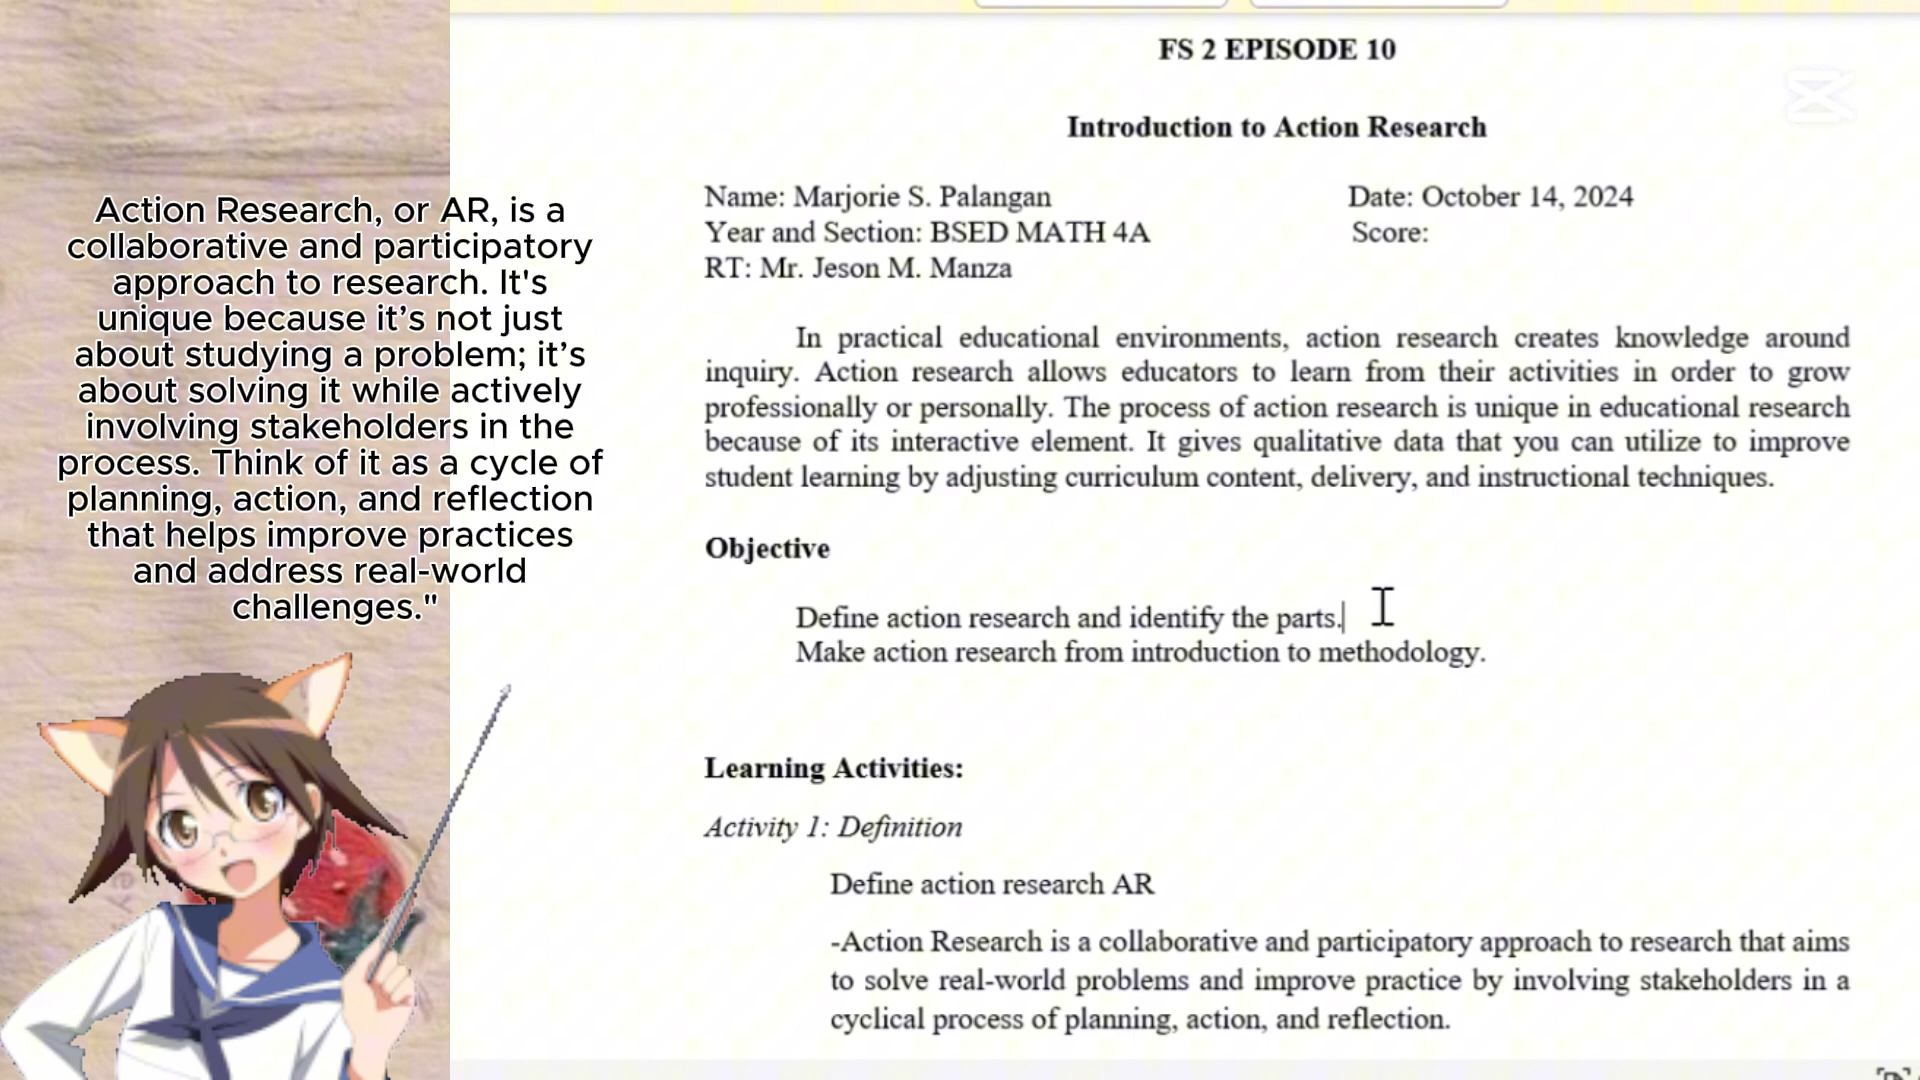 Action Research, or AR, is a
collaborative and participatory
approach to research. It's
unique because it’s not just
about studying a problem; it’s
about solving it while actively
involving stakeholders in the
process. Think of it as a cycle of
planning, action, and reflection
that helps improve practices
and address real-world
challenges."
FS 2 EPISODE 10
Introduction to Action Research
Name: Marjorie S. Palangan
Date: October 14, 2024
Year and Section: BSED MATH 4A
Score:
RT: Mr. Jeson M. Manza
In practical educational environments, action research creates knowledge around
inquiry. Action research allows educators to learn from their activities in order to grow
professionally or personally. The process of action research is unique in educational research
because of its interactive element. It gives qualitative data that you can utilize to improve
student learning by adjusting curriculum content, delivery, and instructional techniques.
Objective
Define action research and identify the parts.
Make action research from introduction to methodology.
Learning Activities:
Activity 1: Definition
Define action research AR
-Action Research is a collaborative and participatory approach to research that aims
to solve real-world problems and improve practice by involving stakeholders in a
cyclical process of planning, action, and reflection.